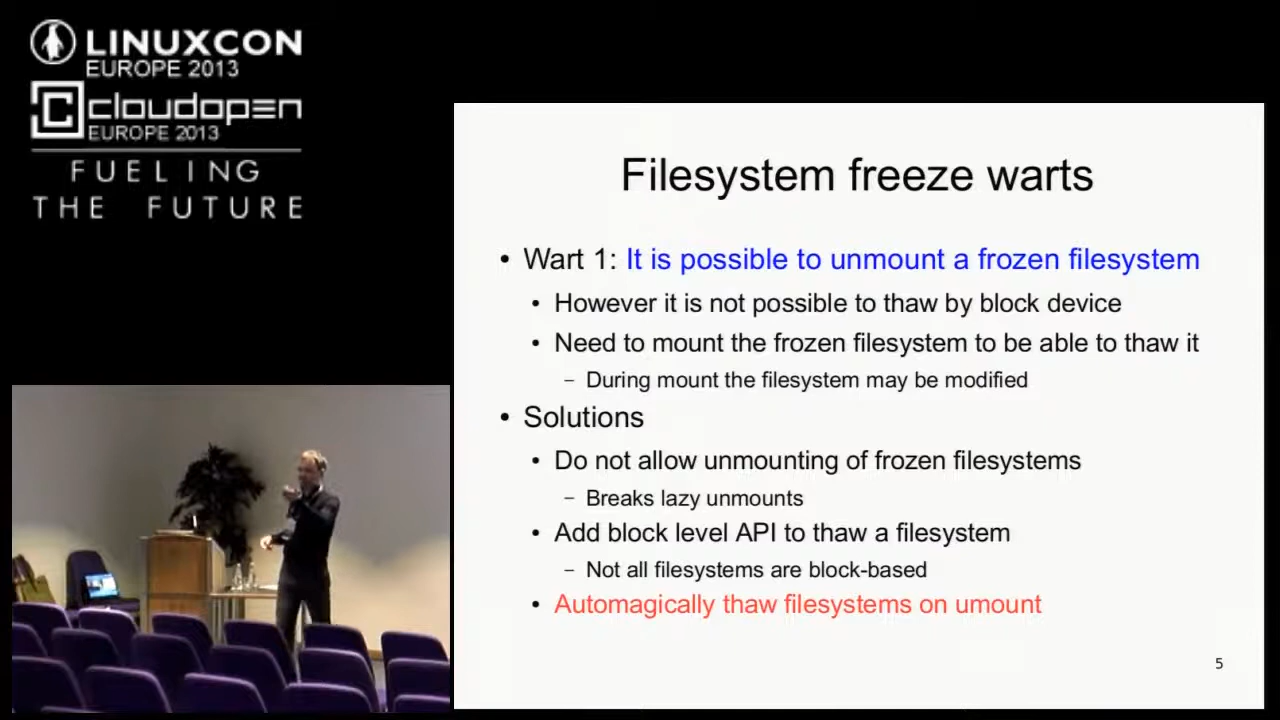 LINUXCON
EUROPE 2013
cloudopen
EUROPE 2013
FUELING
THE FUTURE
Filesystem freeze warts
• Wart 1: It is possible to unmount a frozen filesystem
• However it is not possible to thaw by block device
• Need to mount the frozen filesystem to be able to thaw it
– During mount the filesystem may be modified
• Solutions
• Do not allow unmounting of frozen filesystems
– Breaks lazy unmounts
• Add block level API to thaw a filesystem
– Not all filesystems are block-based
• Automagically thaw filesystems on umount
5